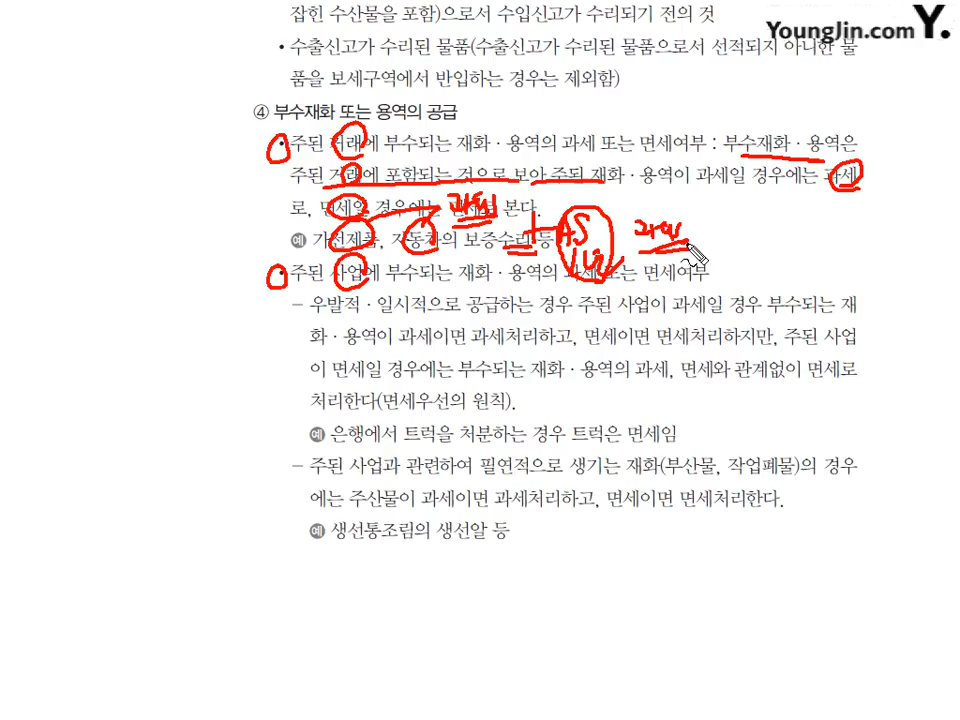 잡힌 수산물을 포함)으로서 수입신고가 수리되기 전의 것
YoungJin.com Y.
• 수출신고가 수리된 물품(수출신고가 수리된 물품으로서 선적되지 아니한 물
품을 보세구역에서 반입하는 경우는 제외함)
④ 부수재화 또는 용역의 공급
• 주된 거래에 부수되는 재화 · 용역의 과세 또는 면세여부 : 부수재화 · 용역은
주된 거래에 포함되는 것으로 보아 주된 재화 · 용역이 과세일 경우에는 과세
로, 면세일 경우에는 면세로 본다.
과세
예 가전제품, 자동차의 보증수리 등
+ A.S
1년
과세
• 주된 사업에 부수되는 재화 · 용역의 과세 또는 면세여부
– 우발적 · 일시적으로 공급하는 경우 주된 사업이 과세일 경우 부수되는 재
화 · 용역이 과세이면 과세처리하고, 면세이면 면세처리하지만, 주된 사업
이 면세일 경우에는 부수되는 재화 · 용역의 과세, 면세와 관계없이 면세로
처리한다(면세우선의 원칙).
예 은행에서 트럭을 처분하는 경우 트럭은 면세임
– 주된 사업과 관련하여 필연적으로 생기는 재화(부산물, 작업폐물)의 경우
에는 주산물이 과세이면 과세처리하고, 면세이면 면세처리한다.
예 생선통조림의 생선알 등